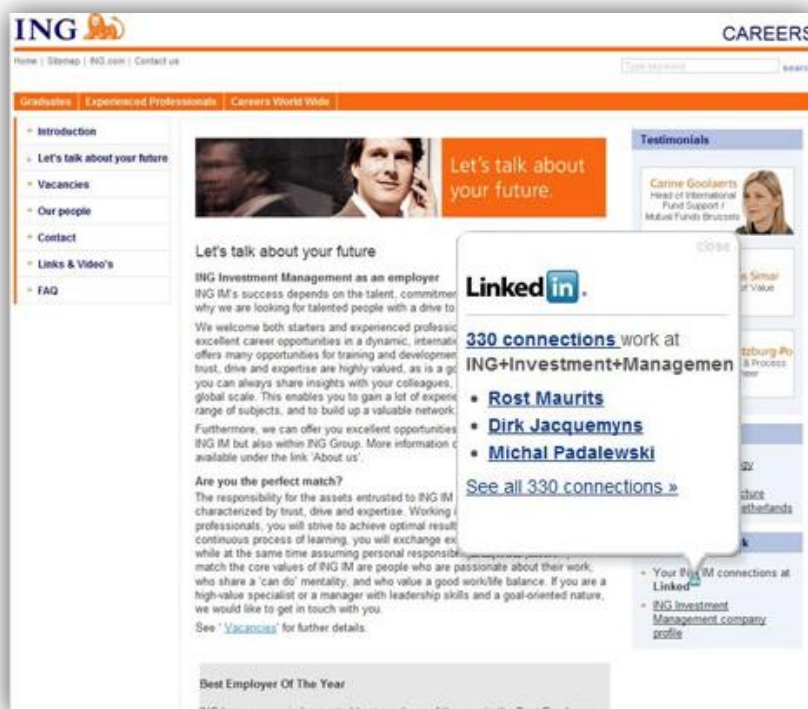 ING
CAREERS
Home | Sitemap | ING.com | Contact us
Type keyword
search
Graduates
Experienced Professionals
Careers World Wide
Introduction
Let's talk about your future
Vacancies
Our people
Contact
Links & Video's
FAQ
Let's talk about
your future.
Let's talk about your future
ING Investment Management as an employer
ING IM's success depends on the talent, commitmen
why we are looking for talented people with a drive to
We welcome both starters and experienced professio
excellent career opportunities in a dynamic, internatio
offers many opportunities for training and developmen
trust, drive and expertise are highly valued, as is a go
you can always share insights with your colleagues,
global scale. This enables you to gain a lot of experie
range of subjects, and to build up a valuable network.
Furthermore, we can offer you excellent opportunities
ING IM but also within ING Group. More information o
available under the link 'About us'.
Are you the perfect match?
The responsibility for the assets entrusted to ING IM
characterized by trust, drive and expertise. Working a
professionals, you will strive to achieve optimal result
continuous process of learning, you will exchange ex
while at the same time assuming personal responsib
match the core values of ING IM are people who are passionate about their work,
who share a 'can do' mentality, and who value a good work/life balance. If you are a
high-value specialist or a manager with leadership skills and a goal-oriented nature,
we would like to get in touch with you.
See 'Vacancies' for further details.
Best Employer Of The Year
Testimonials
Carine Goolaerts
Head of International
Fund Support /
Mutual Funds Brussels
Simar
of Value
tzburg-Po
& Process
eer
close
Linked in.
330 connections work at
ING+Investment+Managemen
Rost Maurits
Dirk Jacquemyns
Michal Padalewski
See all 330 connections »
gy
cture
etherlands
k
Your ING IM connections at
Linked
ING Investment
Management company
profile